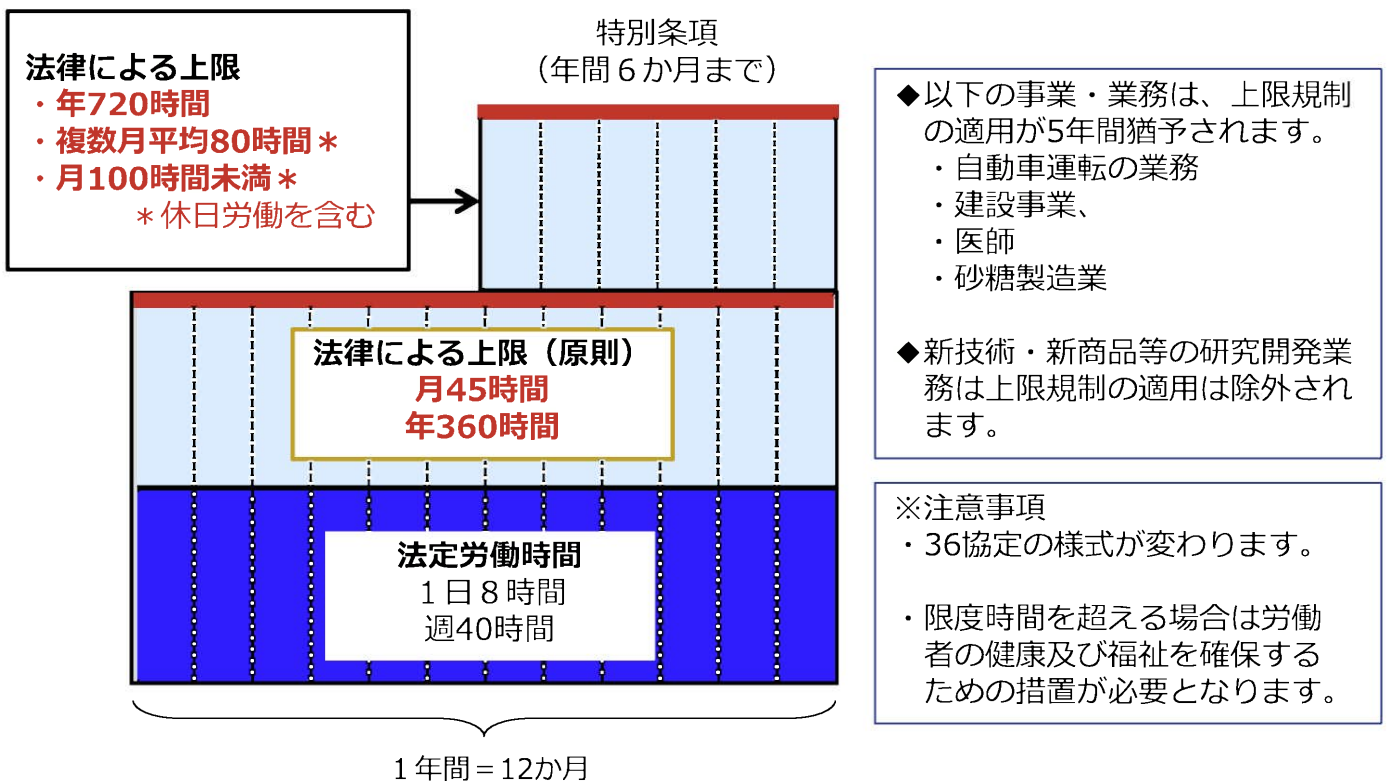 法律による上限
・年720時間
・複数月平均80時間＊
・月100時間未満＊
＊休日労働を含む
特別条項
（年間６か月まで）
法律による上限（原則）
月45時間
年360時間
法定労働時間
１日８時間
週40時間
１年間＝12か月
◆以下の事業・業務は、上限規制
の適用が5年間猶予されます。
・自動車運転の業務
・建設事業、
・医師
・砂糖製造業
◆新技術・新商品等の研究開発業
務は上限規制の適用は除外され
ます。
※注意事項
・36協定の様式が変わります。
・限度時間を超える場合は労働
者の健康及び福祉を確保する
ための措置が必要となります。